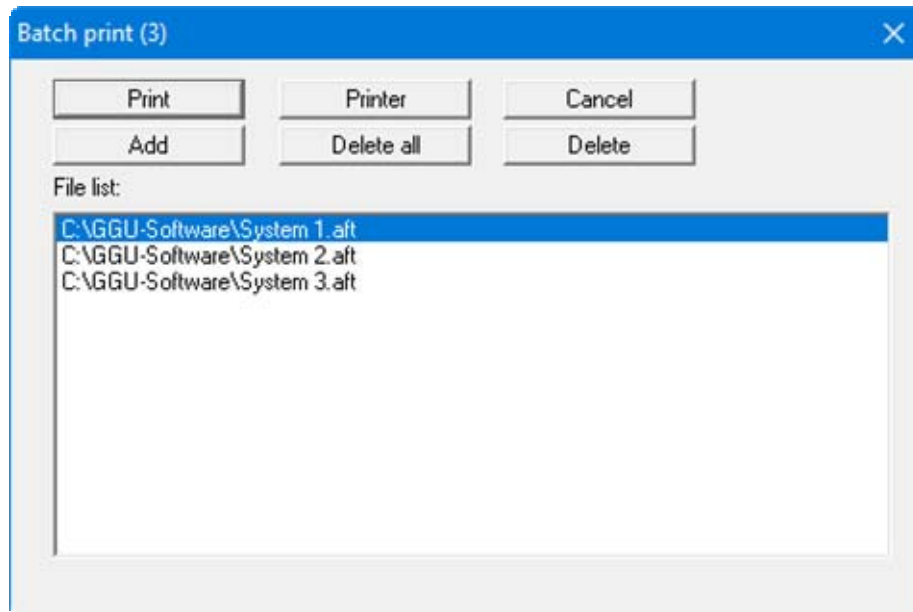 Batch print (3)
Print Printer Cancel
Add Delete all Delete
File list:
C:\GGU-Software\System 1.aft
C:\GGU-Software\System 2.aft
C:\GGU-Software\System 3.aft